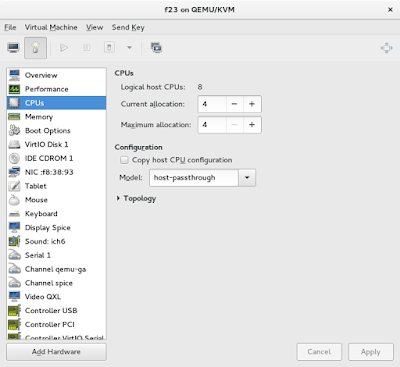 f23 on QEMU/KVM
×
File Virtual Machine View Send Key
Overview
Performance
CPUs
Memory
Boot Options
VirtIO Disk 1
IDE CDROM 1
NIC :f8:38:93
Tablet
Mouse
Keyboard
Display Spice
Sound: ich6
Serial 1
Channel qemu-ga
Channel spice
Video QXL
Controller USB
Controller PCI
Controller VirtIO Serial
Add Hardware
CPUs
Logical host CPUs: 8
Current allocation: 4 − +
Maximum allocation: 4 − +
Configuration
Copy host CPU configuration
Model: host-passthrough
Topology
Cancel Apply